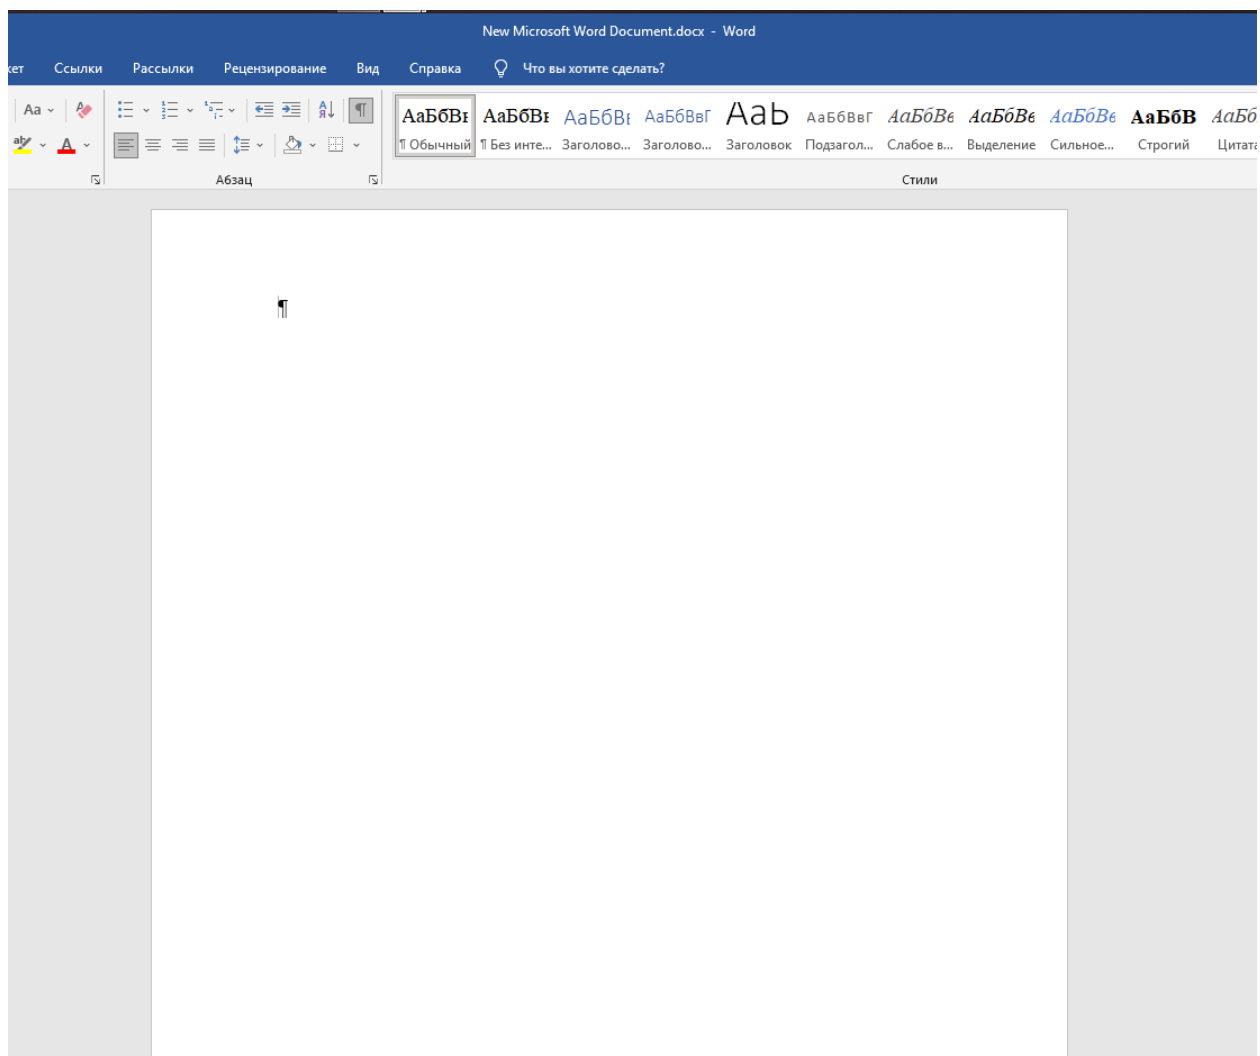 New Microsoft Word Document.docx - Word
кет Ссылки Рассылки Рецензирование Вид Справка Что вы хотите сделать?
Aa АаБбВв АаБбВв АаБбВв АаБбВвГ Aab АаБбВвГ АаБбВв АаБбВв АаБбВв АаБбВ АаБб
¶ Обычный ¶ Без инте... Заголово... Заголово... Заголовок Подзагол... Слабое в... Выделение Сильное... Строгий Цитата
Абзац Стили
¶